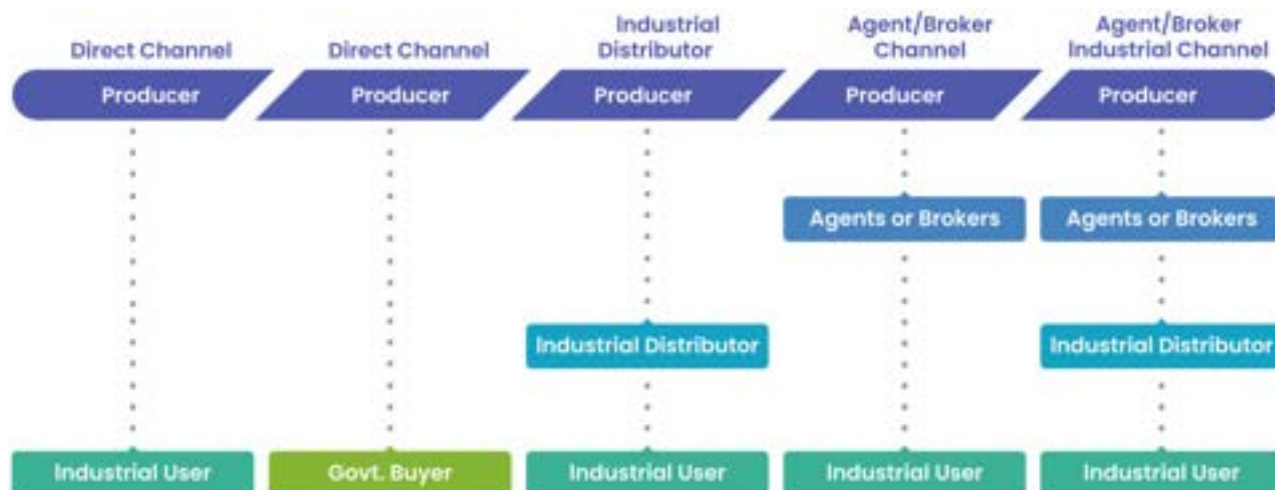 Direct Channel
Direct Channel
Industrial
Distributor
Agent/Broker
Channel
Agent/Broker
Industrial Channel
Producer
Producer
Producer
Producer
Producer
Agents or Brokers
Agents or Brokers
Industrial Distributor
Industrial Distributor
Industrial User
Govt. Buyer
Industrial User
Industrial User
Industrial User